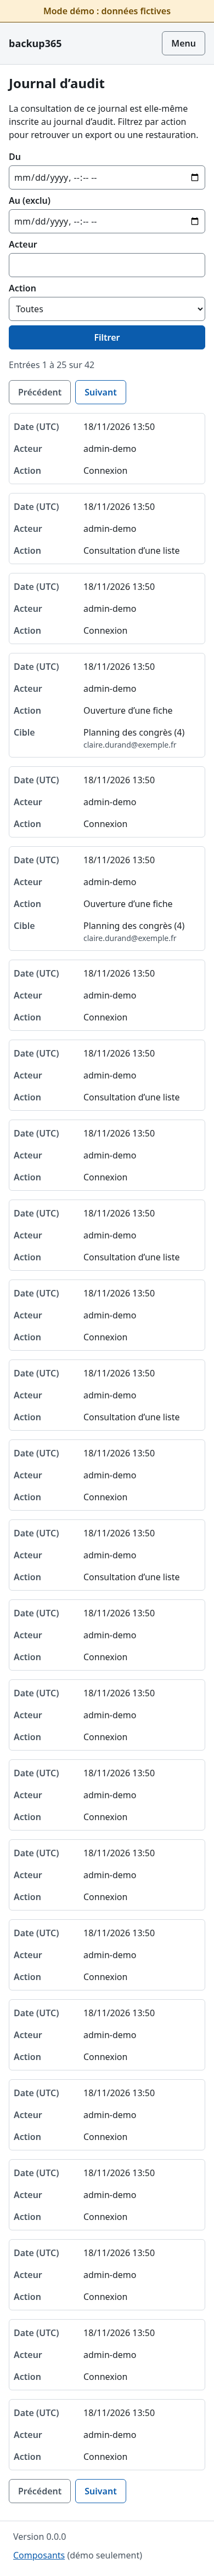 Mode démo : données fictives
backup365
Menu
Journal d’audit
La consultation de ce journal est elle-même
inscrite au journal d’audit. Filtrez par action
pour retrouver un export ou une restauration.
Du
mm/dd/yyyy, --:-- --
Au (exclu)
mm/dd/yyyy, --:-- --
Acteur
Action
Toutes
Filtrer
Entrées 1 à 25 sur 42
Précédent
Suivant
Date (UTC) 18/11/2026 13:50
Acteur admin-demo
Action Connexion
Date (UTC) 18/11/2026 13:50
Acteur admin-demo
Action Consultation d’une liste
Date (UTC) 18/11/2026 13:50
Acteur admin-demo
Action Connexion
Date (UTC) 18/11/2026 13:50
Acteur admin-demo
Action Ouverture d’une fiche
Cible Planning des congrès (4)
claire.durand@exemple.fr
Date (UTC) 18/11/2026 13:50
Acteur admin-demo
Action Connexion
Date (UTC) 18/11/2026 13:50
Acteur admin-demo
Action Ouverture d’une fiche
Cible Planning des congrès (4)
claire.durand@exemple.fr
Date (UTC) 18/11/2026 13:50
Acteur admin-demo
Action Connexion
Date (UTC) 18/11/2026 13:50
Acteur admin-demo
Action Consultation d’une liste
Date (UTC) 18/11/2026 13:50
Acteur admin-demo
Action Connexion
Date (UTC) 18/11/2026 13:50
Acteur admin-demo
Action Consultation d’une liste
Date (UTC) 18/11/2026 13:50
Acteur admin-demo
Action Connexion
Date (UTC) 18/11/2026 13:50
Acteur admin-demo
Action Consultation d’une liste
Date (UTC) 18/11/2026 13:50
Acteur admin-demo
Action Connexion
Date (UTC) 18/11/2026 13:50
Acteur admin-demo
Action Consultation d’une liste
Date (UTC) 18/11/2026 13:50
Acteur admin-demo
Action Connexion
Date (UTC) 18/11/2026 13:50
Acteur admin-demo
Action Connexion
Date (UTC) 18/11/2026 13:50
Acteur admin-demo
Action Connexion
Date (UTC) 18/11/2026 13:50
Acteur admin-demo
Action Connexion
Date (UTC) 18/11/2026 13:50
Acteur admin-demo
Action Connexion
Date (UTC) 18/11/2026 13:50
Acteur admin-demo
Action Connexion
Date (UTC) 18/11/2026 13:50
Acteur admin-demo
Action Connexion
Date (UTC) 18/11/2026 13:50
Acteur admin-demo
Action Connexion
Date (UTC) 18/11/2026 13:50
Acteur admin-demo
Action Connexion
Date (UTC) 18/11/2026 13:50
Acteur admin-demo
Action Connexion
Date (UTC) 18/11/2026 13:50
Acteur admin-demo
Action Connexion
Précédent
Suivant
Version 0.0.0
Composants (démo seulement)